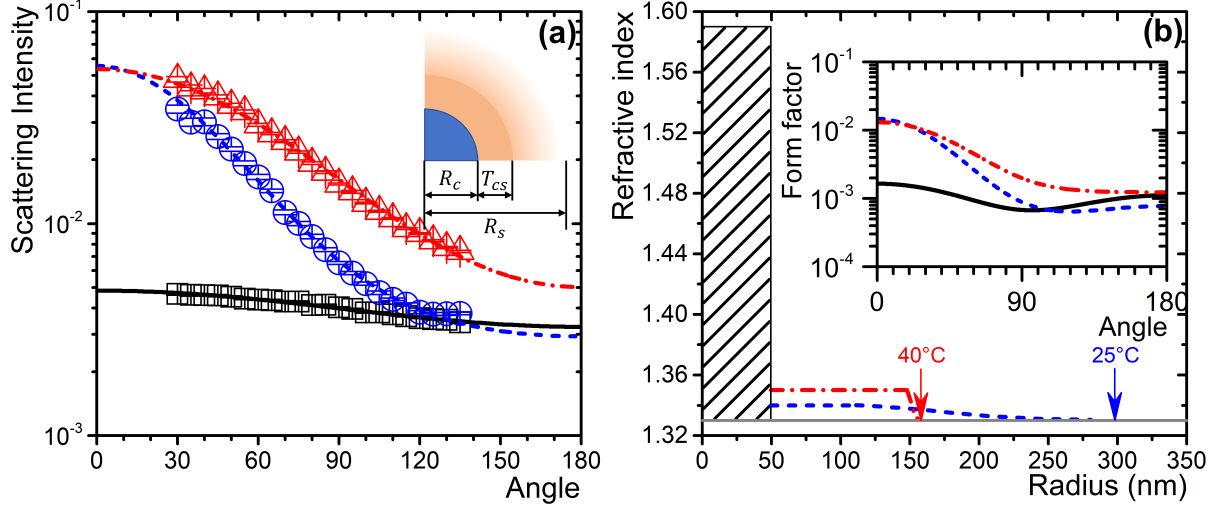 (a)
Scattering Intensity
10⁻¹
10⁻²
10⁻³
0 30 60 90 120 150 180
Angle
R_c T_cs
R_s
(b)
Refractive index
1.60
1.56
1.52
1.48
1.44
1.40
1.36
1.32
0 50 100 150 200 250 300 350
Radius (nm)
40°C
25°C
Form factor
10⁻¹
10⁻²
10⁻³
10⁻⁴
0 90 180
Angle